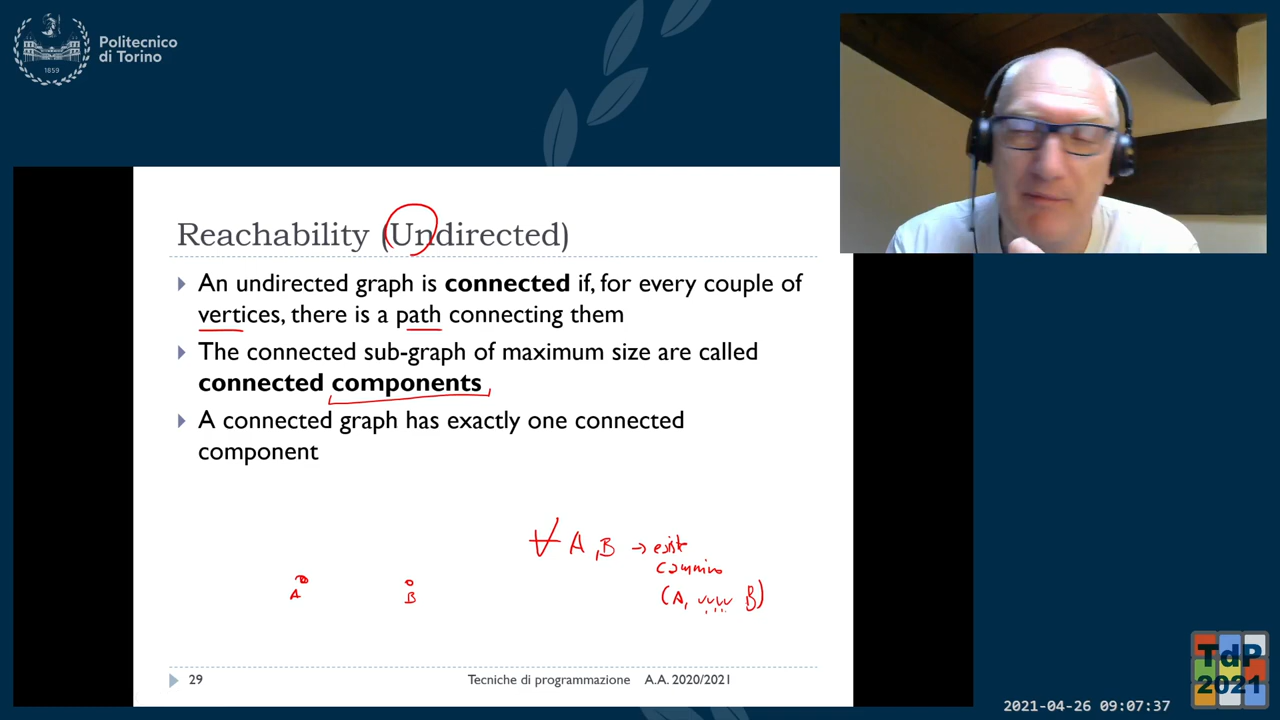 Politecnico
di Torino
1859
Reachability (Undirected)
An undirected graph is connected if, for every couple of
vertices, there is a path connecting them
The connected sub-graph of maximum size are called
connected components
A connected graph has exactly one connected
component
∀ A, B → esiste
cammino
(A, B)
A B
29 Tecniche di programmazione A.A. 2020/2021
TdP
2021
2021-04-26 09:07:37